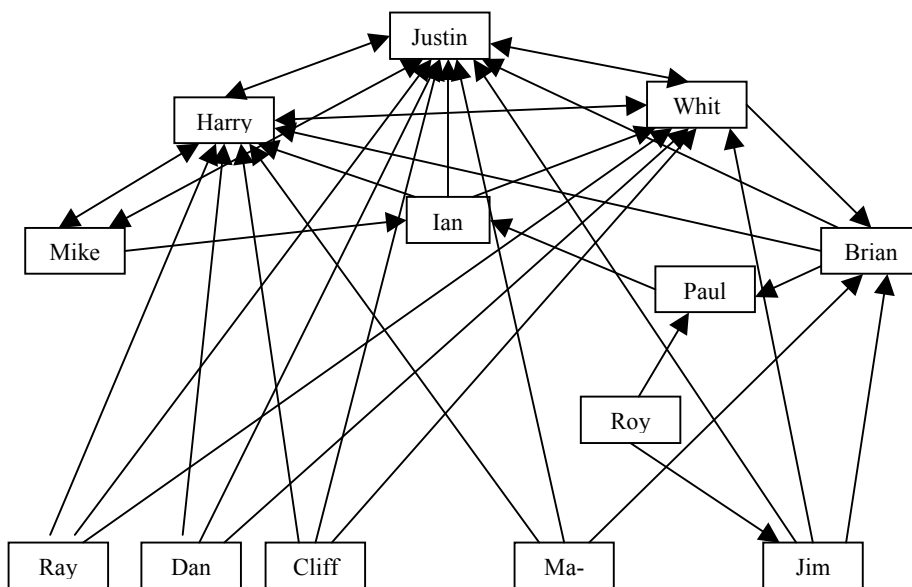 Justin
Whit
Harry
Ian
Mike
Brian
Paul
Roy
Ray
Dan
Cliff
Ma-
Jim